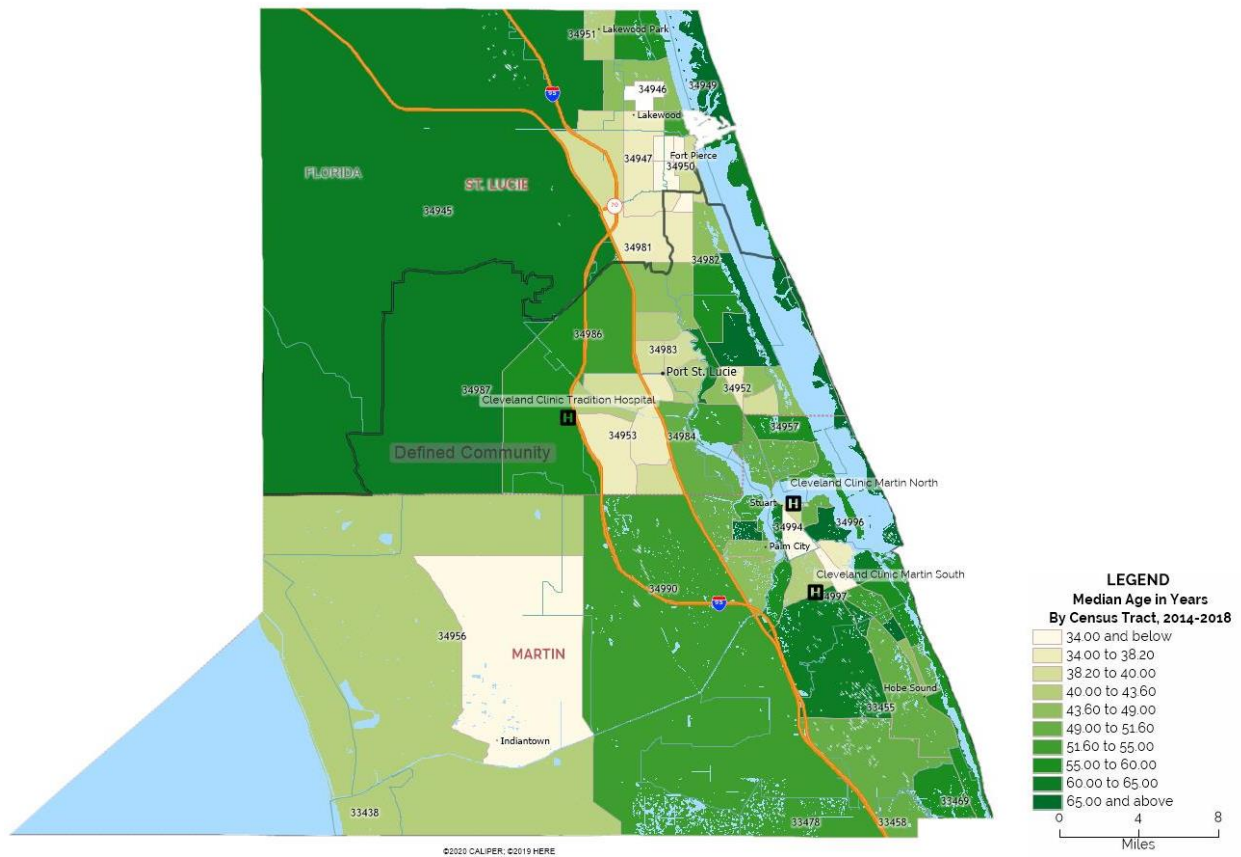 34951
Lakewood Park
95
34946
34949
Lakewood
34947
Fort Pierce
34950
FLORIDA
ST. LUCIE
34945
70
34981
34982
34986
34983
Port St. Lucie
34987
34952
Cleveland Clinic Tradition Hospital
H
34953
34984
34957
Defined Community
Cleveland Clinic Martin North
Stuart
H
34994
34996
Palm City
Cleveland Clinic Martin South
34990
H
34997
95
34956
MARTIN
Hobe Sound
33455
Indiantown
33438
33478
33458
33469
LEGEND
Median Age in Years
By Census Tract, 2014-2018
34.00 and below
34.00 to 38.20
38.20 to 40.00
40.00 to 43.60
43.60 to 49.00
49.00 to 51.60
51.60 to 55.00
55.00 to 60.00
60.00 to 65.00
65.00 and above
0 4 8
Miles
©2020 CALIPER; ©2019 HERE